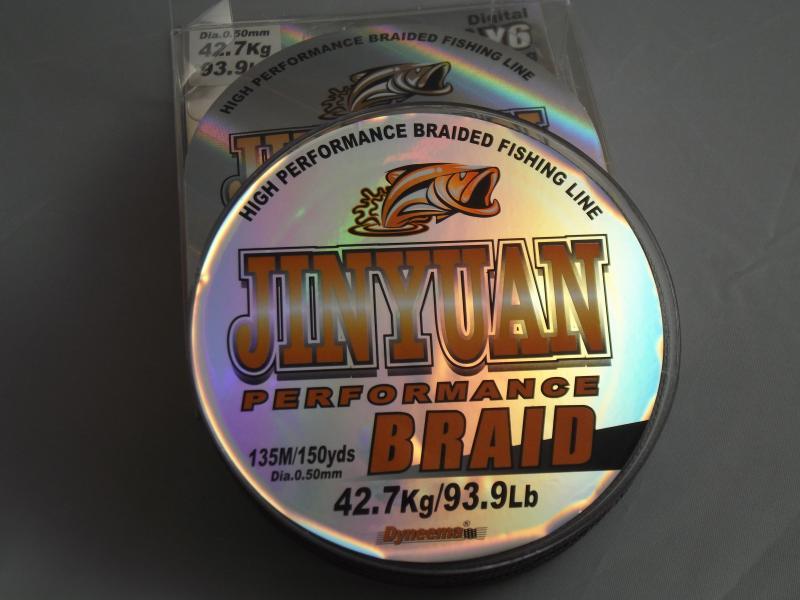 Dia.0.50mm
42.7Kg
93.9
Digital
HIGH PERFORMANCE BRAIDED FISHING LINE
HIGH PERFORMANCE BRAIDED FISHING LINE
JINYUAN
PERFORMANCE
BRAID
135M/150yds
Dia.0.50mm
42.7Kg/93.9Lb
Dyneema®